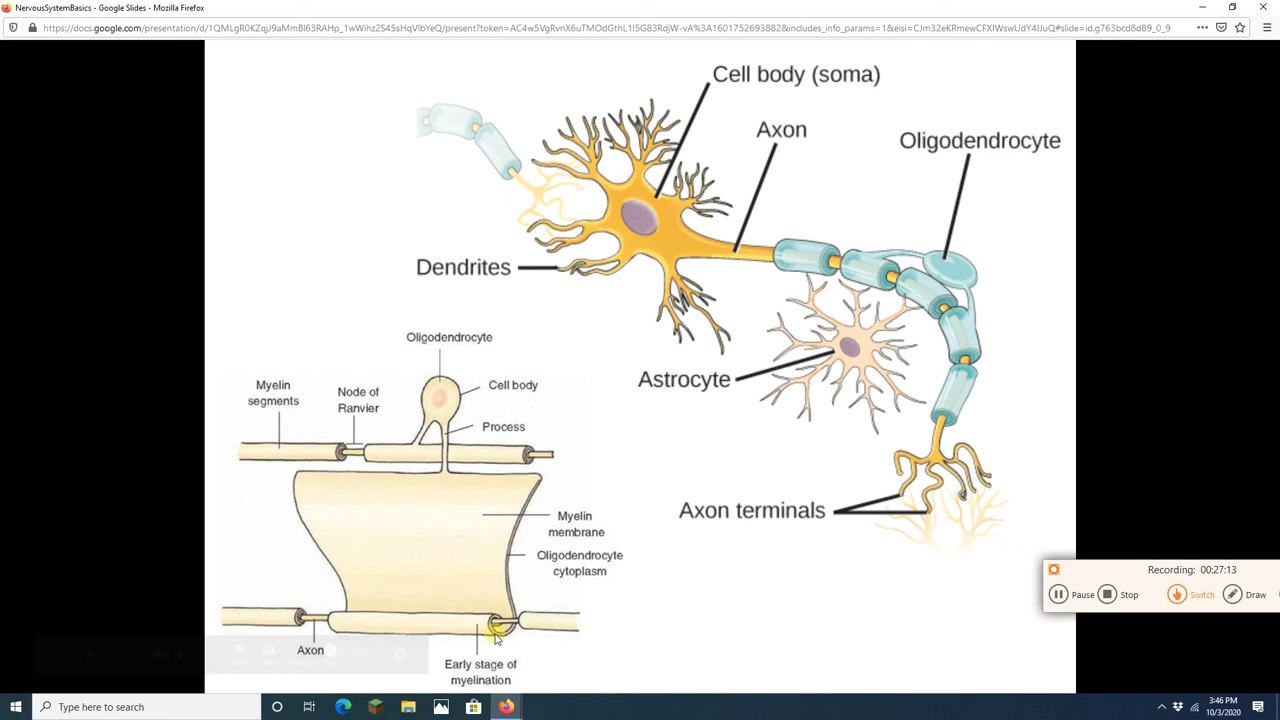 NervousSystemBasics - Google Slides - Mozilla Firefox
Cell body (soma)
Axon
Oligodendrocyte
Dendrites
Astrocyte
Axon terminals
Oligodendrocyte
Myelin
segments
Node of
Ranvier
Cell body
Process
Myelin
membrane
Oligodendrocyte
cytoplasm
Axon
Early stage of
myelination
Recording: 00:27:13
Pause Stop Switch Draw
Type here to search
3:46 PM
10/3/2020